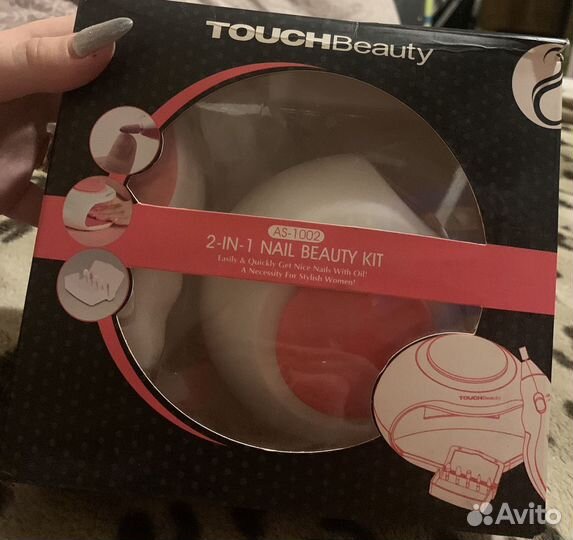 TOUCHBeauty
AS-1002
2-IN-1 NAIL BEAUTY KIT
Easily & Quickly Get Nice Nails With Oil!
A Necessity For Stylish Women!
TOUCHBeauty
Avito